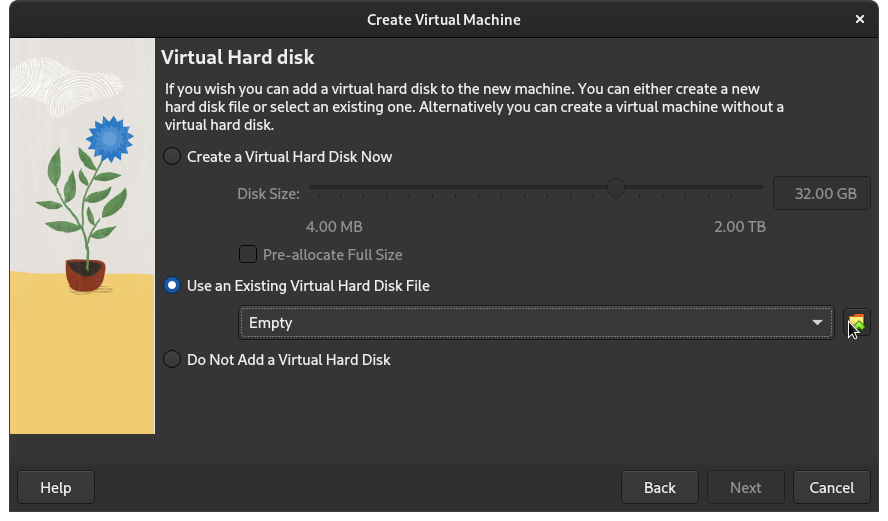 Create Virtual Machine
Virtual Hard disk
If you wish you can add a virtual hard disk to the new machine. You can either create a new
hard disk file or select an existing one. Alternatively you can create a virtual machine without a
virtual hard disk.
Create a Virtual Hard Disk Now
Disk Size: 32.00 GB
4.00 MB 2.00 TB
Pre-allocate Full Size
Use an Existing Virtual Hard Disk File
Empty
Do Not Add a Virtual Hard Disk
Help Back Next Cancel